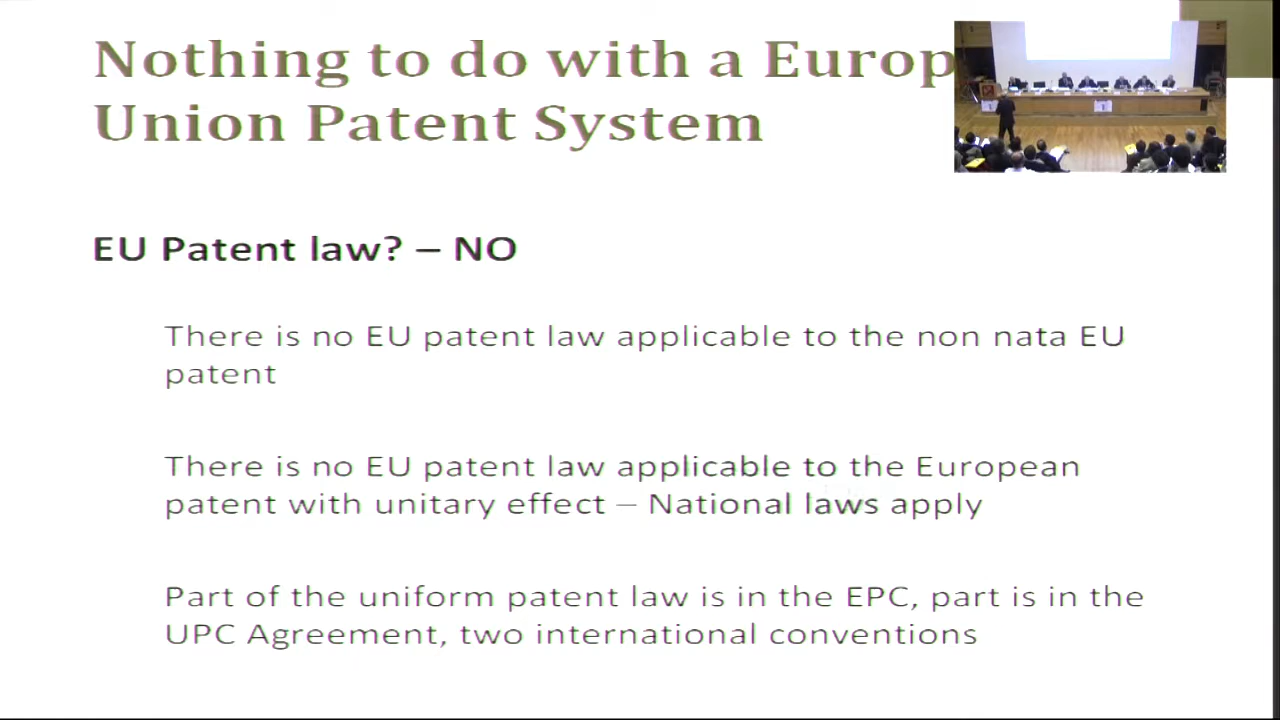 Nothing to do with a Europ
Union Patent System
EU Patent law? – NO
There is no EU patent law applicable to the non nata EU
patent
There is no EU patent law applicable to the European
patent with unitary effect – National laws apply
Part of the uniform patent law is in the EPC, part is in the
UPC Agreement, two international conventions